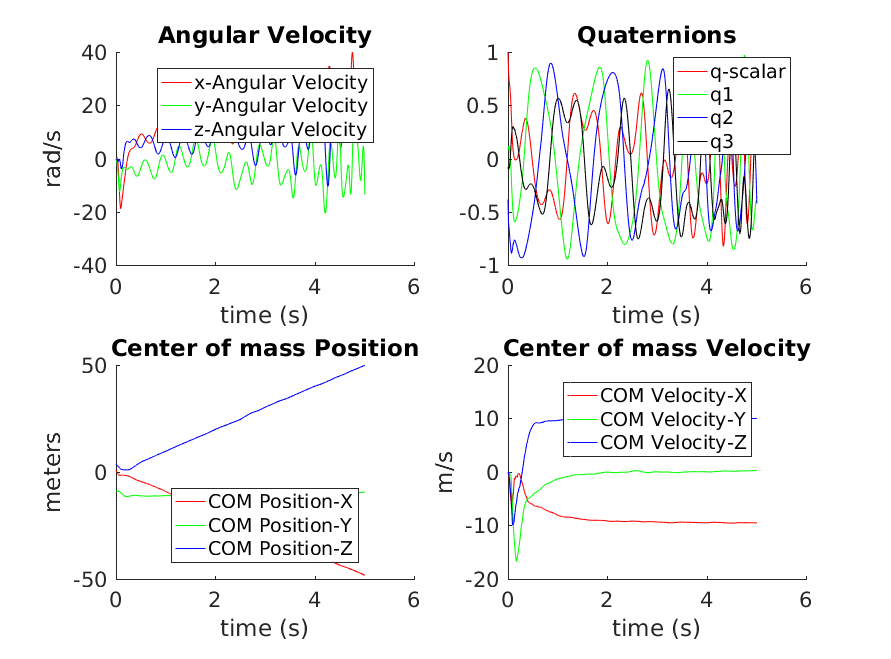 Angular Velocity
40
20
0
-20
-40
rad/s
x-Angular Velocity
y-Angular Velocity
z-Angular Velocity
0
2
4
6
time (s)
Quaternions
1
0.5
0
-0.5
-1
q-scalar
q1
q2
q3
0
2
4
6
time (s)
Center of mass Position
50
0
-50
meters
COM Position-X
COM Position-Y
COM Position-Z
0
2
4
6
time (s)
Center of mass Velocity
20
10
0
-10
-20
m/s
COM Velocity-X
COM Velocity-Y
COM Velocity-Z
0
2
4
6
time (s)